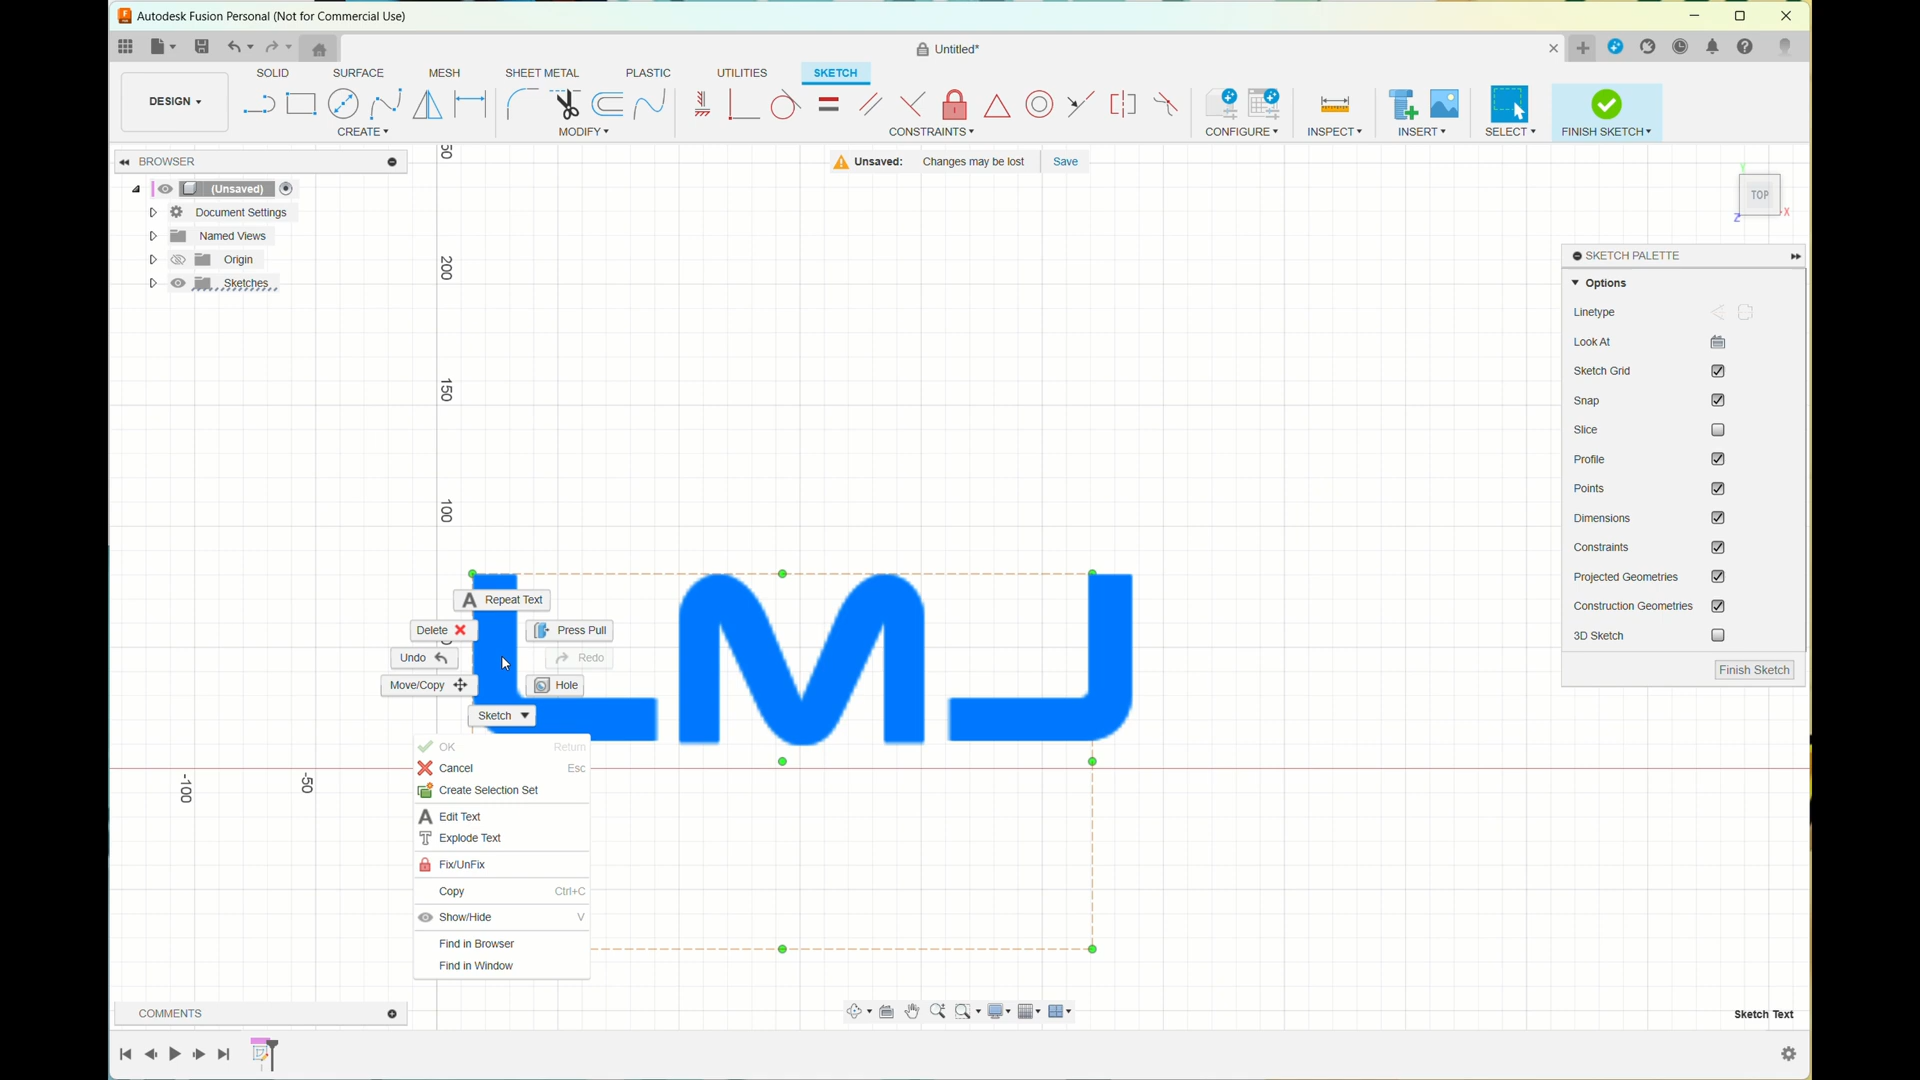 Autodesk Fusion Personal (Not for Commercial Use)
Untitled*
SOLID
SURFACE
MESH
SHEET METAL
PLASTIC
UTILITIES
SKETCH
DESIGN
CREATE
MODIFY
CONSTRAINTS
CONFIGURE
INSPECT
INSERT
SELECT
FINISH SKETCH
BROWSER
Unsaved: Changes may be lost Save
(Unsaved)
Document Settings
Named Views
Origin
Sketches
TOP
Y
Z
X
50
200
150
100
-100
-50
SKETCH PALETTE
Options
Linetype
Look At
Sketch Grid
Snap
Slice
Profile
Points
Dimensions
Constraints
Projected Geometries
Construction Geometries
3D Sketch
Finish Sketch
LMJ
Repeat Text
Delete
Press Pull
Undo
Redo
Move/Copy
Hole
Sketch
OK Return
Cancel Esc
Create Selection Set
Edit Text
Explode Text
Fix/UnFix
Copy Ctrl+C
Show/Hide V
Find in Browser
Find in Window
COMMENTS
Sketch Text